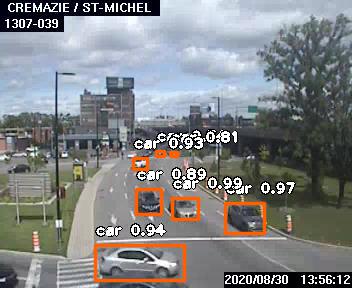 CREMAZIE / ST-MICHEL
1307-039
0.81
car 0.93
car 0.89
car 0.99
car 0.97
car 0.94
2020/08/30 13:56:12